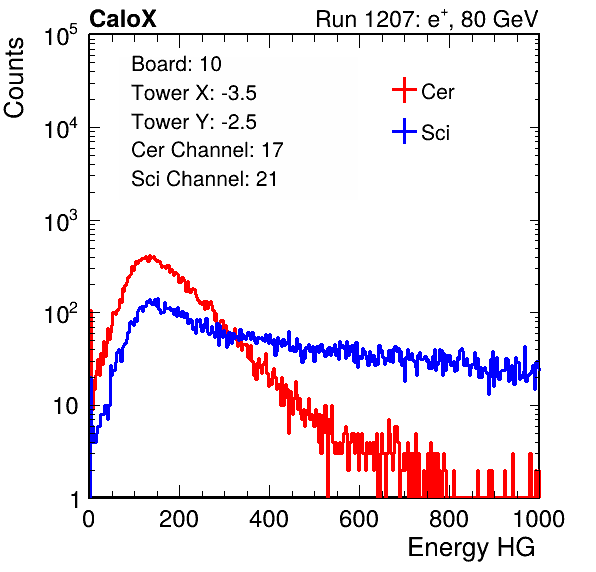 CaloX Run 1207: e⁺, 80 GeV
Counts
10⁵
10⁴
10³
10²
10
1
Board: 10
Tower X: -3.5
Tower Y: -2.5
Cer Channel: 17
Sci Channel: 21
Cer
Sci
0 200 400 600 800 1000
Energy HG